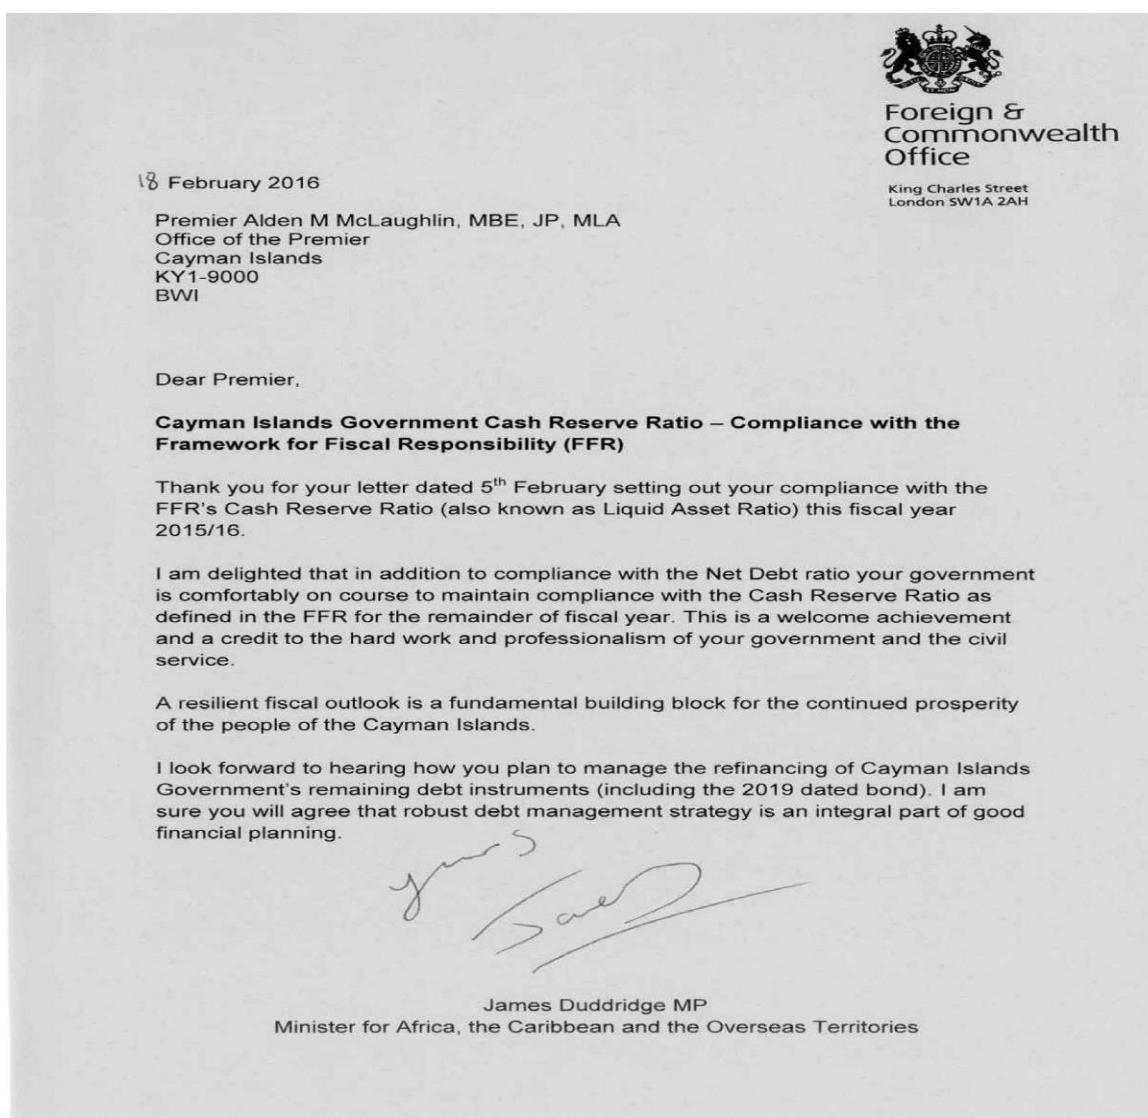 Foreign &
Commonwealth
Office
King Charles Street
London SW1A 2AH
18 February 2016
Premier Alden M McLaughlin, MBE, JP, MLA
Office of the Premier
Cayman Islands
KY1-9000
BWI
Dear Premier,
Cayman Islands Government Cash Reserve Ratio – Compliance with the
Framework for Fiscal Responsibility (FFR)
Thank you for your letter dated 5th February setting out your compliance with the
FFR's Cash Reserve Ratio (also known as Liquid Asset Ratio) this fiscal year
2015/16.
I am delighted that in addition to compliance with the Net Debt ratio your government
is comfortably on course to maintain compliance with the Cash Reserve Ratio as
defined in the FFR for the remainder of fiscal year. This is a welcome achievement
and a credit to the hard work and professionalism of your government and the civil
service.
A resilient fiscal outlook is a fundamental building block for the continued prosperity
of the people of the Cayman Islands.
I look forward to hearing how you plan to manage the refinancing of Cayman Islands
Government's remaining debt instruments (including the 2019 dated bond). I am
sure you will agree that robust debt management strategy is an integral part of good
financial planning.
yours
James Duddridge MP
Minister for Africa, the Caribbean and the Overseas Territories